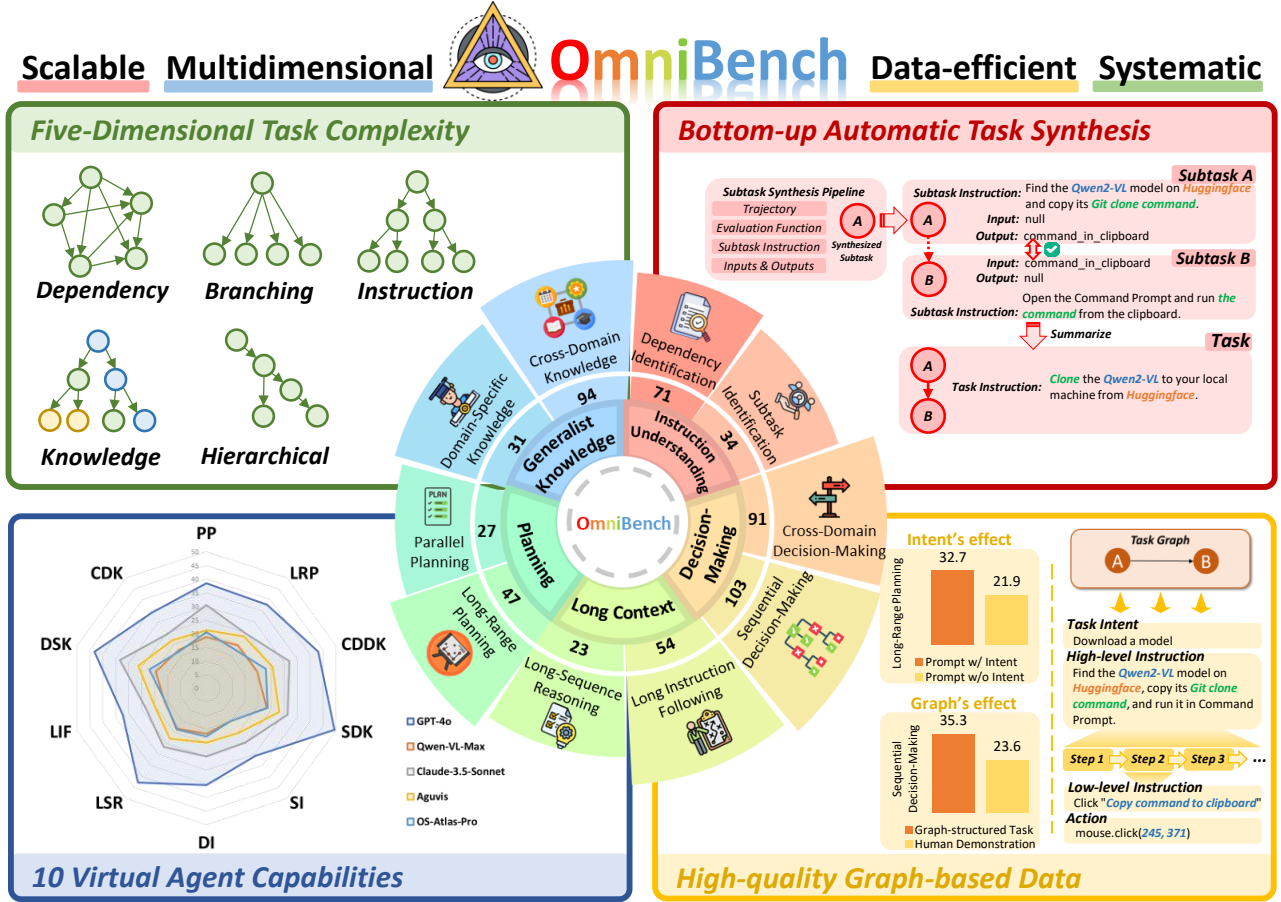 Scalable Multidimensional OmniBench Data-efficient Systematic
Five-Dimensional Task Complexity
Dependency
Branching
Instruction
Knowledge
Hierarchical
Bottom-up Automatic Task Synthesis
Subtask Synthesis Pipeline
Trajectory
Evaluation Function
Subtask Instruction
Inputs & Outputs
A
Synthesized
Subtask
Subtask A
Subtask Instruction: Find the Qwen2-VL model on Huggingface
and copy its Git clone command.
A
Input: null
Output: command_in_clipboard
Subtask B
Input: command_in_clipboard
Output: null
B
Subtask Instruction: Open the Command Prompt and run the
command from the clipboard.
Summarize
Task
A
Task Instruction: Clone the Qwen2-VL to your local
machine from Huggingface.
B
Cross-Domain
Knowledge
94
Domain-Specific
Knowledge
31
Generalist
Knowledge
Dependency
Identification
71
Subtask
Identification
34
Instruction
Understanding
Cross-Domain
Decision-Making
91
Sequential
Decision-Making
103
Decision-
Making
Long Instruction
Following
54
Long-Sequence
Reasoning
23
Long Context
Long-Range
Planning
47
PLAN
Parallel
Planning
27
Planning
OmniBench
PP
LRP
CDDK
SDK
SI
DI
LSR
LIF
DSK
CDK
50
45
40
35
30
25
20
15
10
5
0
GPT-4o
Qwen-VL-Max
Claude-3.5-Sonnet
Aguvis
OS-Atlas-Pro
10 Virtual Agent Capabilities
Intent's effect
32.7
21.9
Long-Range Planning
Prompt w/ Intent
Prompt w/o Intent
Graph's effect
35.3
23.6
Sequential
Decision-Making
Graph-structured Task
Human Demonstration
Task Graph
A
B
Task Intent
Download a model
High-level Instruction
Find the Qwen2-VL model on
Huggingface, copy its Git clone
command, and run it in Command
Prompt.
Step 1 Step 2 Step 3 ...
Low-level Instruction
Click "Copy command to clipboard"
Action
mouse.click(245, 371)
High-quality Graph-based Data